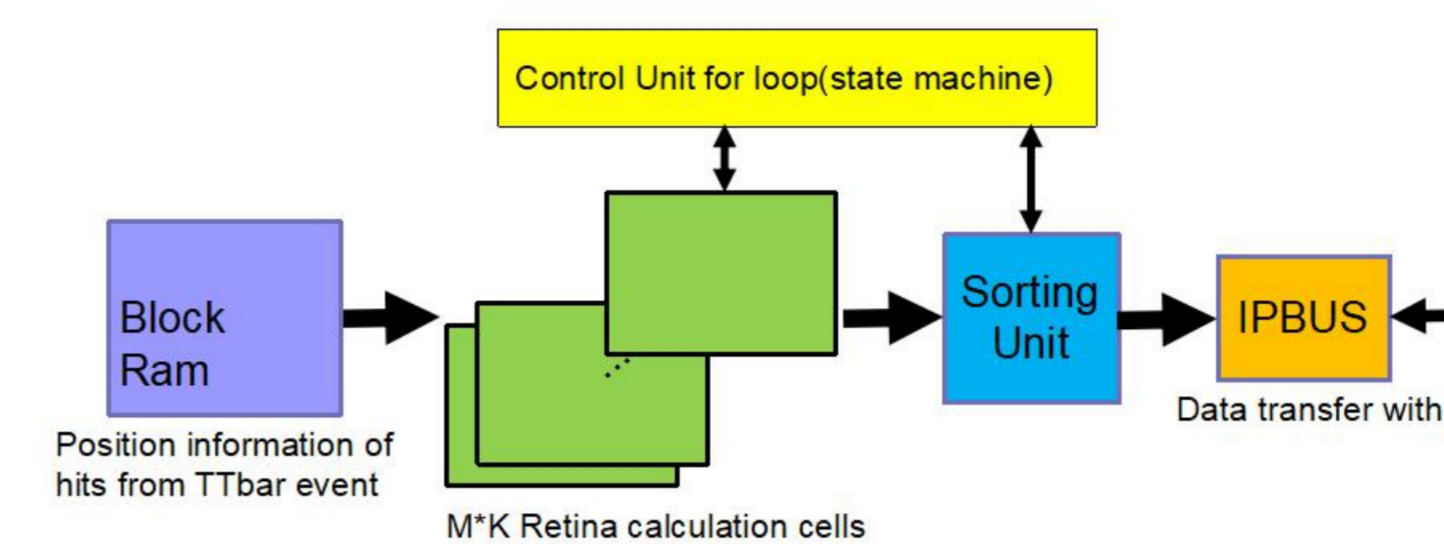 Control Unit for loop(state machine)
Block
Ram
Sorting
Unit
IPBUS
Data transfer with
Position information of
hits from TTbar event
M*K Retina calculation cells